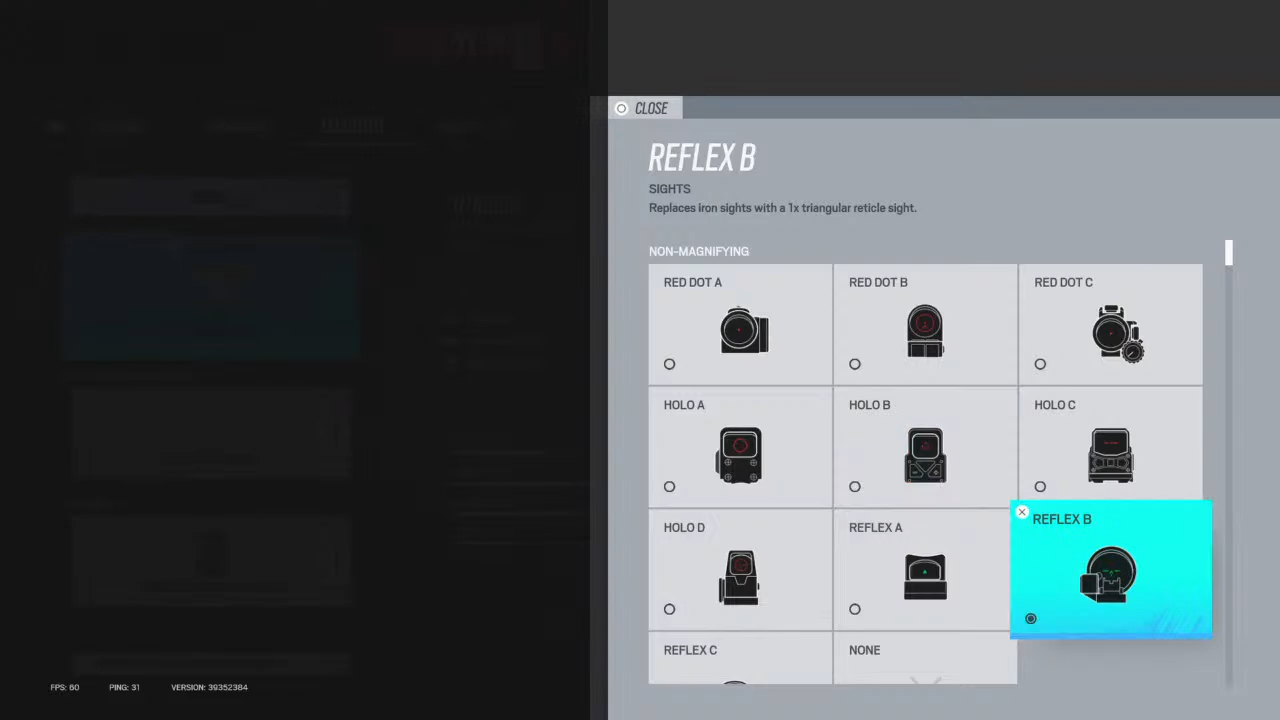 CLOSE
REFLEX B
SIGHTS
Replaces iron sights with a 1x triangular reticle sight.
NON-MAGNIFYING
RED DOT A
RED DOT B
RED DOT C
HOLO A
HOLO B
HOLO C
HOLO D
REFLEX A
REFLEX B
REFLEX C
NONE
FPS: 60
PING: 31
VERSION: 39352384